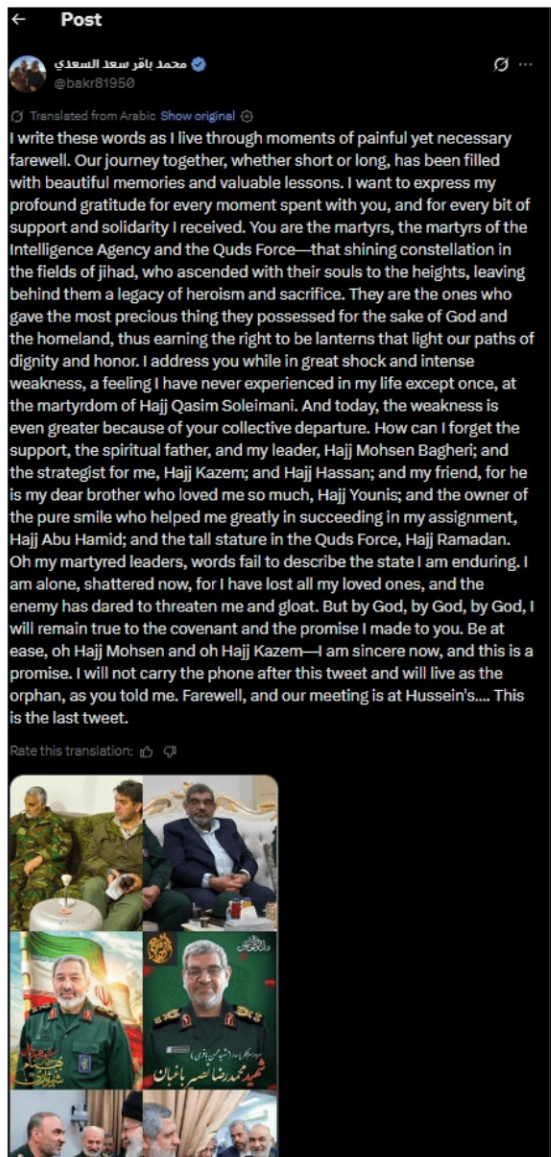 Post
محمد باقر سعد السعدي
@bakr81950
Translated from Arabic Show original
I write these words as I live through moments of painful yet necessary
farewell. Our journey together, whether short or long, has been filled
with beautiful memories and valuable lessons. I want to express my
profound gratitude for every moment spent with you, and for every bit of
support and solidarity I received. You are the martyrs, the martyrs of the
Intelligence Agency and the Quds Force—that shining constellation in
the fields of jihad, who ascended with their souls to the heights, leaving
behind them a legacy of heroism and sacrifice. They are the ones who
gave the most precious thing they possessed for the sake of God and
the homeland, thus earning the right to be lanterns that light our paths of
dignity and honor. I address you while in great shock and intense
weakness, a feeling I have never experienced in my life except once, at
the martyrdom of Hajj Qasim Soleimani. And today, the weakness is
even greater because of your collective departure. How can I forget the
support, the spiritual father, and my leader, Hajj Mohsen Bagheri; and
the strategist for me, Hajj Kazem; and Hajj Hassan; and my friend, for he
is my dear brother who loved me so much, Hajj Younis; and the owner of
the pure smile who helped me greatly in succeeding in my assignment,
Hajj Abu Hamid; and the tall stature in the Quds Force, Hajj Ramadan.
Oh my martyred leaders, words fail to describe the state I am enduring. I
am alone, shattered now, for I have lost all my loved ones, and the
enemy has dared to threaten me and gloat. But by God, by God, by God, I
will remain true to the covenant and the promise I made to you. Be at
ease, oh Hajj Mohsen and oh Hajj Kazem—I am sincere now, and this is a
promise. I will not carry the phone after this tweet and will live as the
orphan, as you told me. Farewell, and our meeting is at Hussein's.... This
is the last tweet.
Rate this translation:
شهید محمدرضا نصیر باغبان